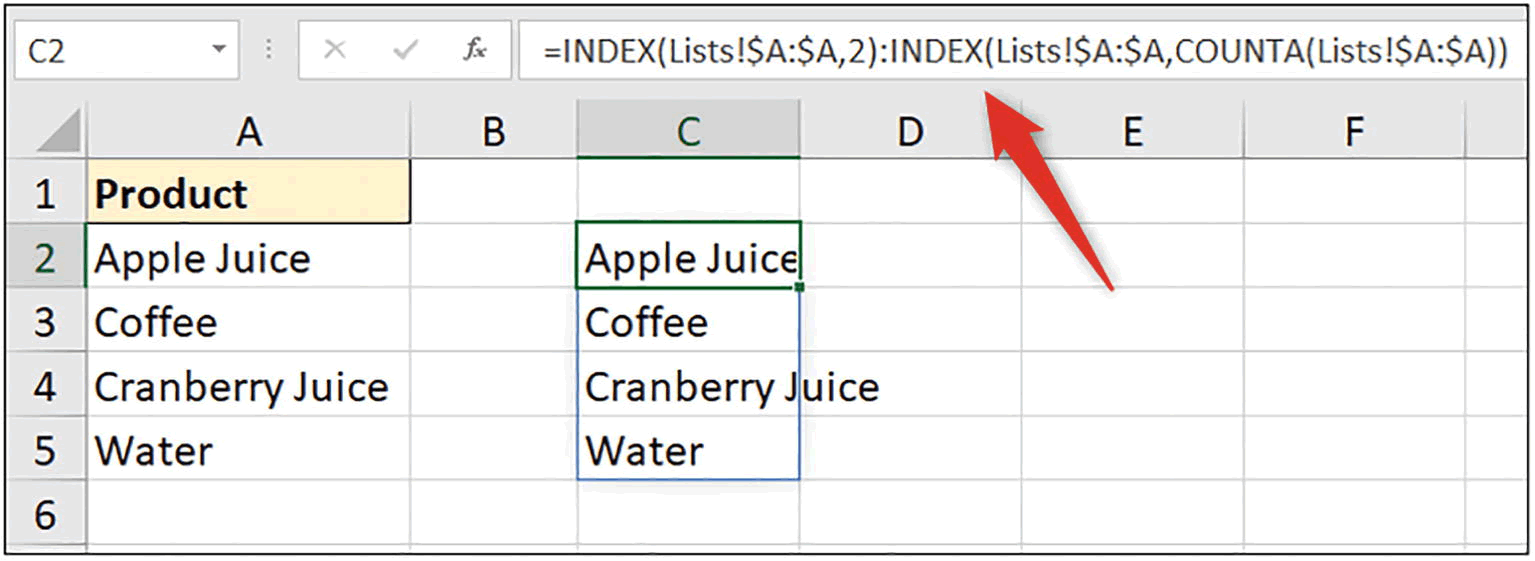 C2 fx =INDEX(Lists!$A:$A,2):INDEX(Lists!$A:$A,COUNTA(Lists!$A:$A))
A B C D E F
1 Product
2 Apple Juice Apple Juice
3 Coffee Coffee
4 Cranberry Juice Cranberry Juice
5 Water Water
6